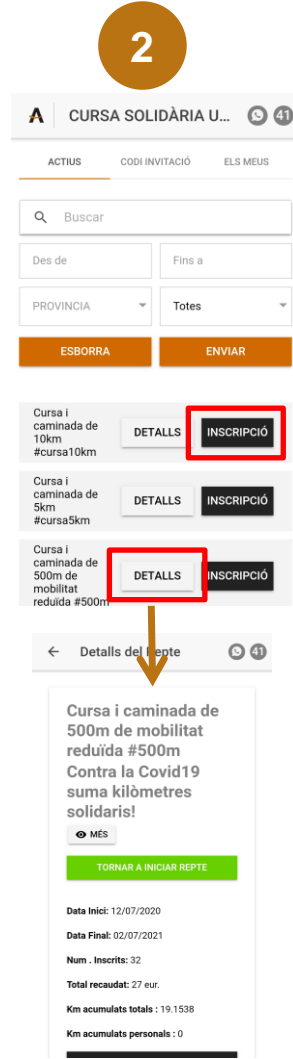 2
A CURSA SOLIDÀRIA U... 41
ACTIUS CODI INVITACIÓ ELS MEUS
Buscar
Des de Fins a
PROVINCIA Totes
ESBORRA ENVIAR
Cursa i
caminada de
10km
#cursa10km
DETALLS INSCRIPCIÓ
Cursa i
caminada de
5km
#cursa5km
DETALLS INSCRIPCIÓ
Cursa i
caminada de
500m de
mobilitat
reduïda #500m
DETALLS INSCRIPCIÓ
Detalls del Repte 41
Cursa i caminada de
500m de mobilitat
reduïda #500m
Contra la Covid19
suma kilòmetres
solidaris!
MÉS
TORNAR A INICIAR REPTE
Data Inici: 12/07/2020
Data Final: 02/07/2021
Num . Inscrits: 32
Total recaudat: 27 eur.
Km acumulats totals : 19.1538
Km acumulats personals : 0